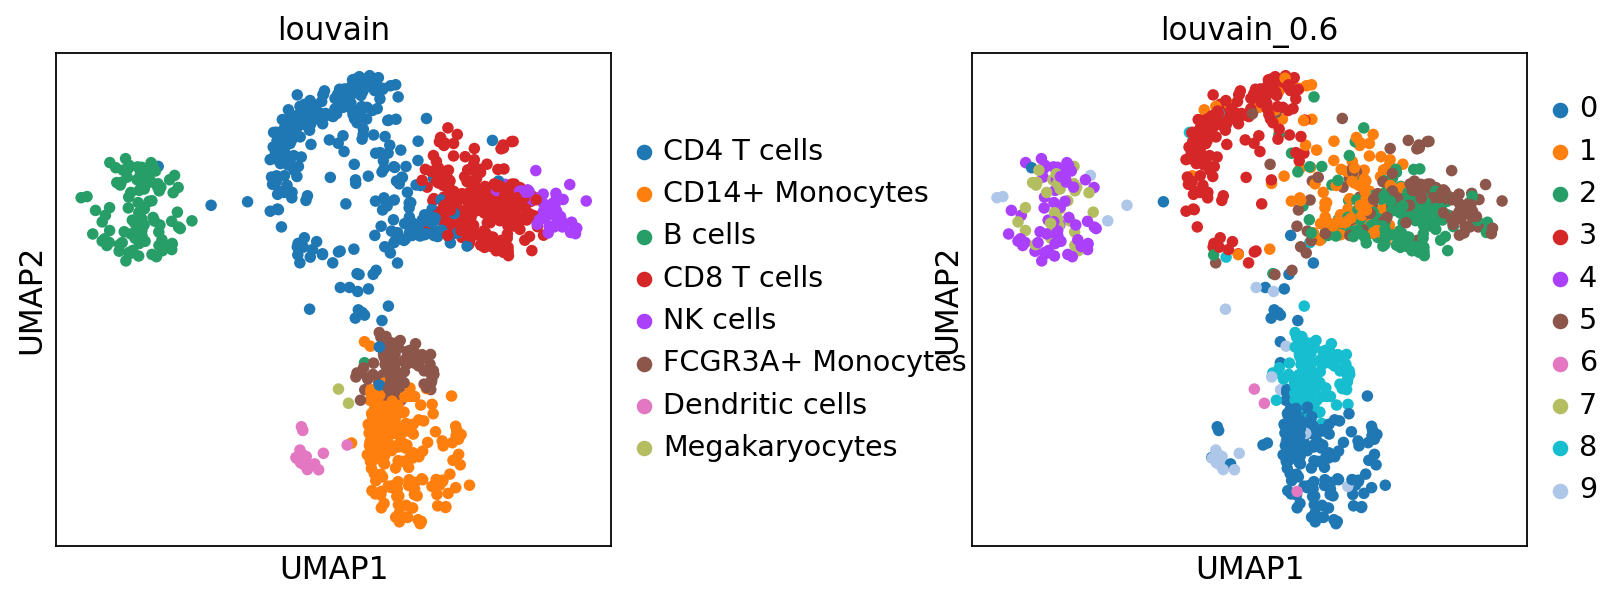 louvain
UMAP2
UMAP1
CD4 T cells
CD14+ Monocytes
B cells
CD8 T cells
NK cells
FCGR3A+ Monocytes
Dendritic cells
Megakaryocytes
louvain_0.6
UMAP2
UMAP1
0
1
2
3
4
5
6
7
8
9